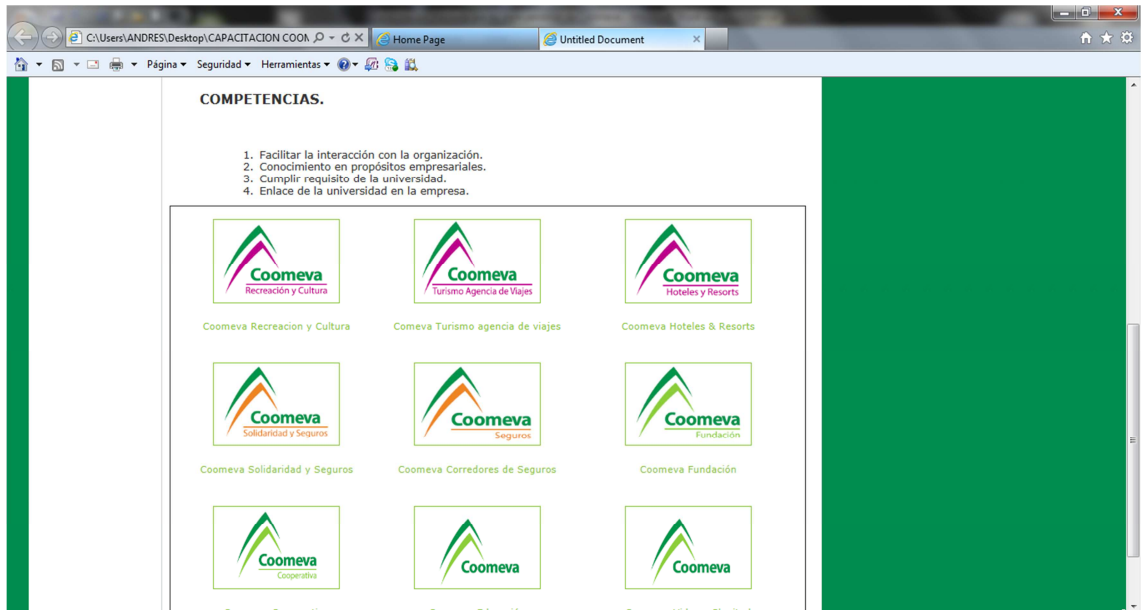 C:\Users\ANDRES\Desktop\CAPACITACION COOM
Home Page
Untitled Document
Página
Seguridad
Herramientas
COMPETENCIAS.
1. Facilitar la interacción con la organización.
2. Conocimiento en propósitos empresariales.
3. Cumplir requisito de la universidad.
4. Enlace de la universidad en la empresa.
Coomeva
Recreación y Cultura
Coomeva
Turismo Agencia de Viajes
Coomeva
Hoteles y Resorts
Coomeva Recreacion y Cultura
Comeva Turismo agencia de viajes
Coomeva Hoteles & Resorts
Coomeva
Solidaridad y Seguros
Coomeva
Seguros
Coomeva
Fundación
Coomeva Solidaridad y Seguros
Coomeva Corredores de Seguros
Coomeva Fundación
Coomeva
Cooperativa
Coomeva
Coomeva